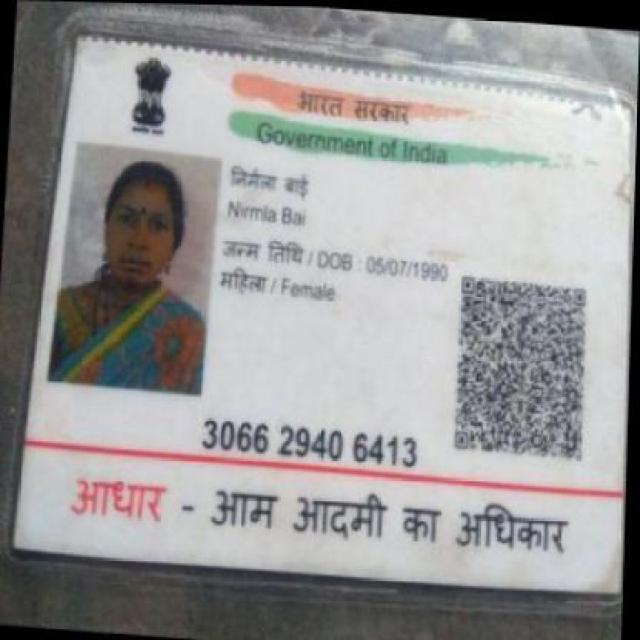 भारत सरकार
Government of India
निर्मला बाई
Nirmla Bai
जन्म तिथि / DOB : 05/07/1990
महिला / Female
3066 2940 6413
आधार - आम आदमी का अधिकार